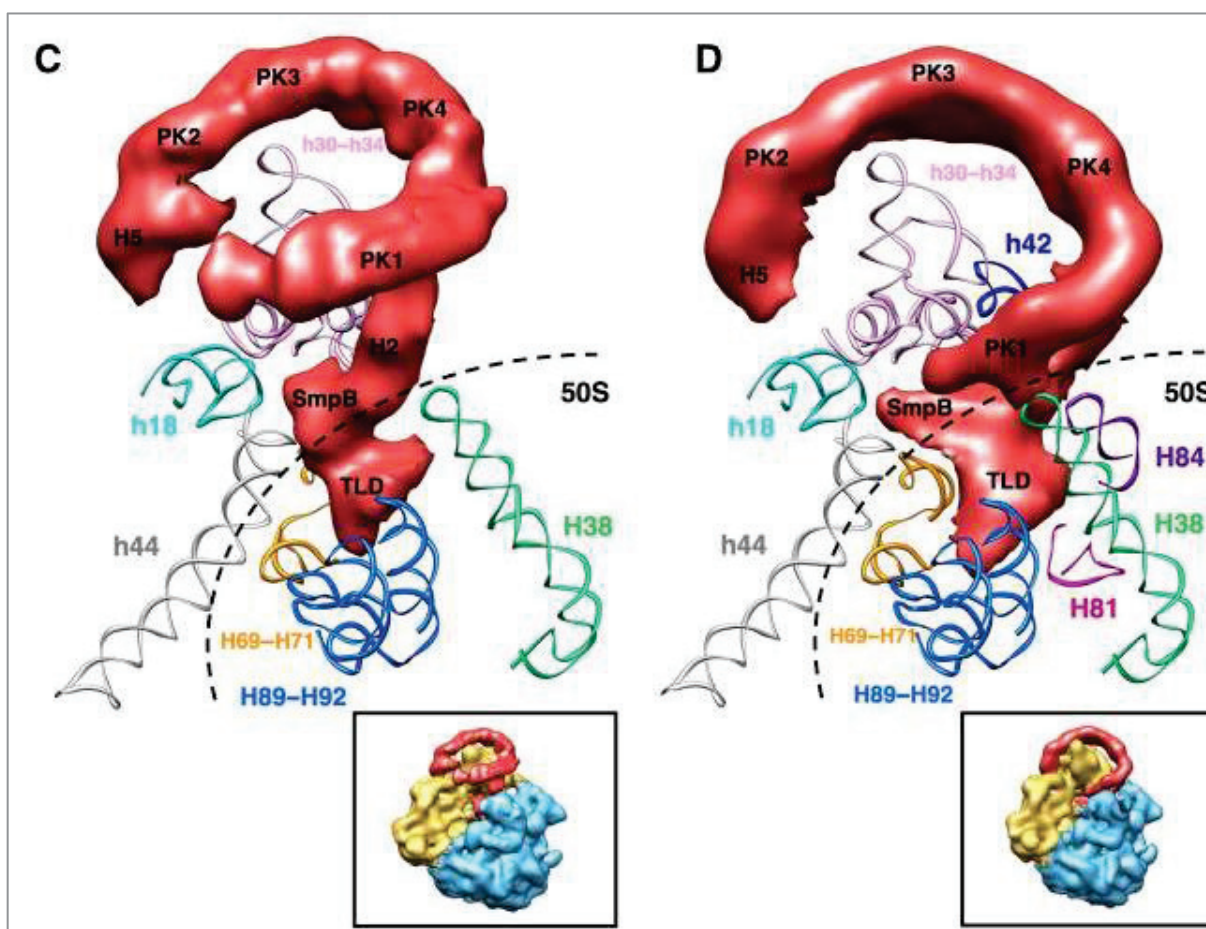 C
PK3
PK4
PK2
h30-h34
H5
PK1
H2
SmpB
50S
h18
TLD
h44
H38
H69-H71
H89-H92
D
PK3
PK2
PK4
h30-h34
h42
H5
PK1
SmpB
50S
h18
H84
TLD
H38
h44
H81
H69-H71
H89-H92